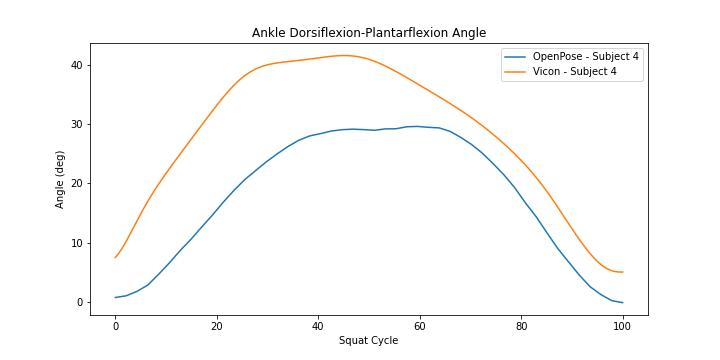 Ankle Dorsiflexion-Plantarflexion Angle
OpenPose - Subject 4
Vicon - Subject 4
40
30
20
10
0
Angle (deg)
0 20 40 60 80 100
Squat Cycle